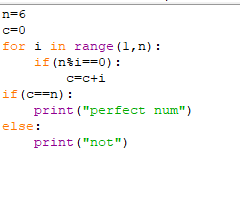 n=6
c=0
for i in range(1,n):
    if(n%i==0):
        c=c+i
if(c==n):
    print("perfect num")
else:
    print("not")